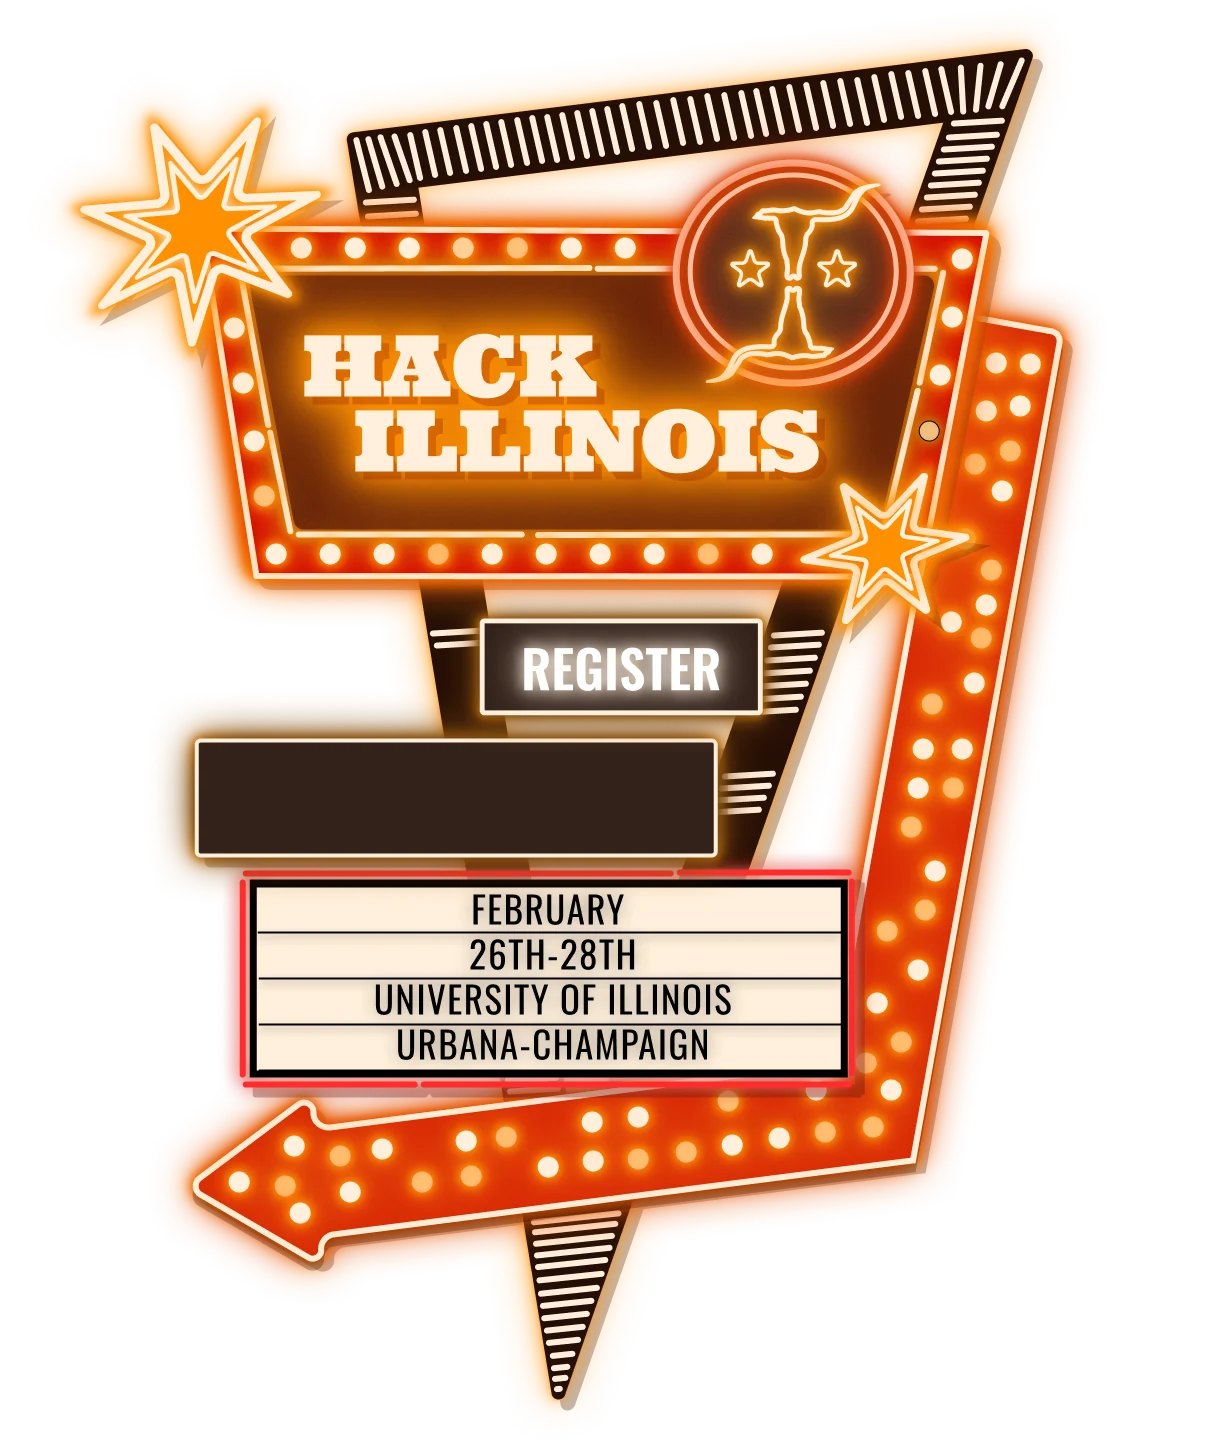 HACK
ILLINOIS
REGISTER
FEBRUARY
26TH-28TH
UNIVERSITY OF ILLINOIS
URBANA-CHAMPAIGN